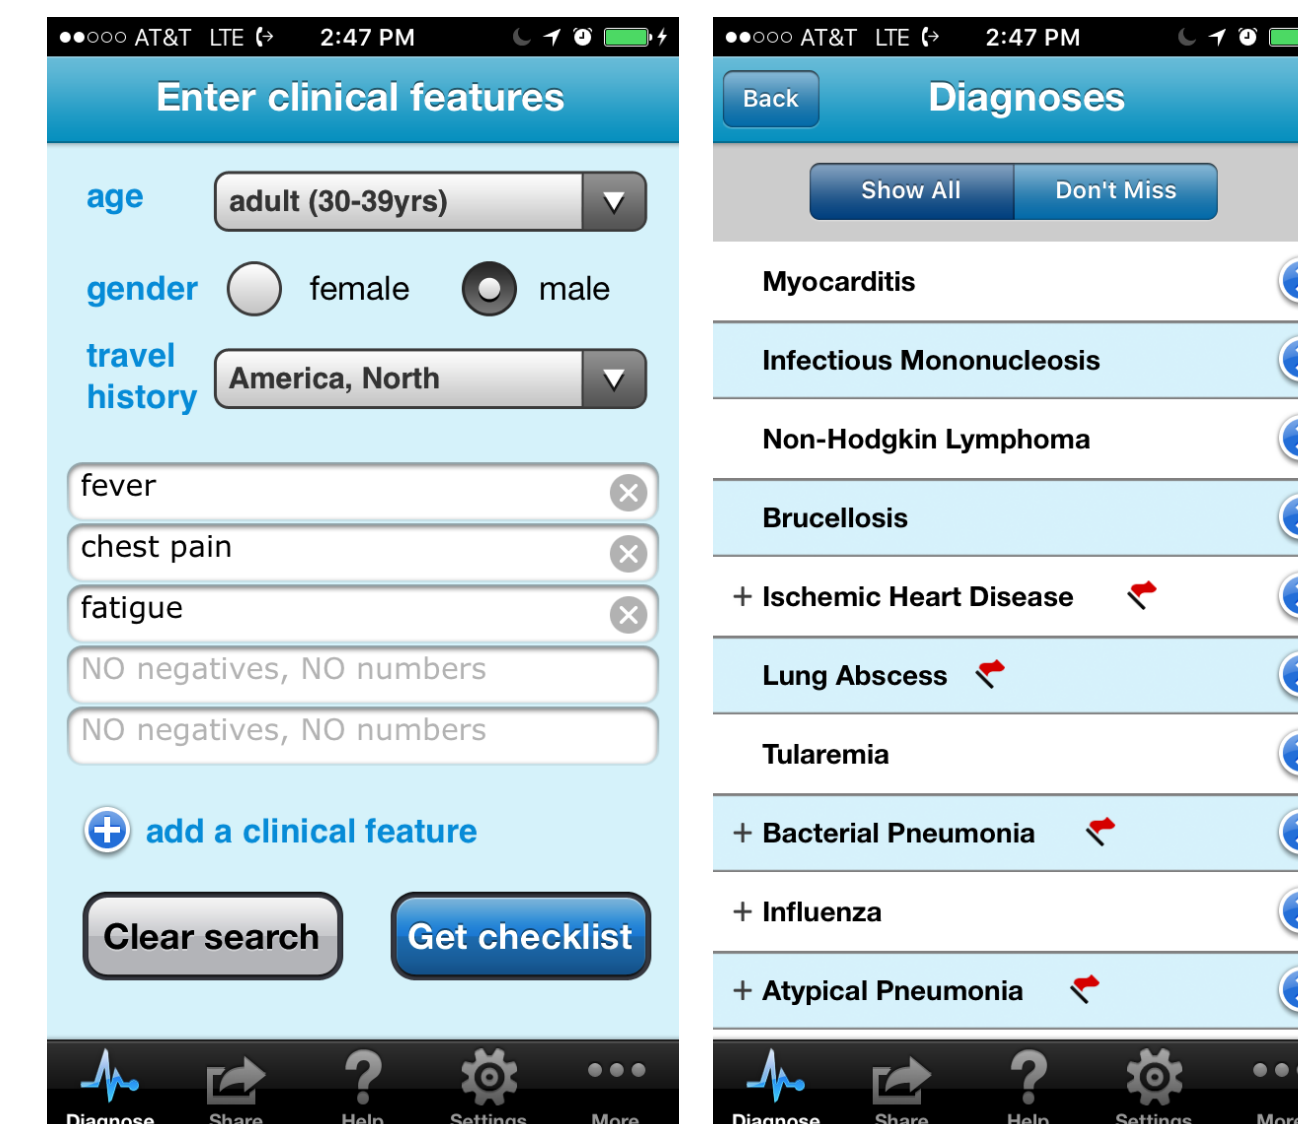 AT&T LTE 2:47 PM
Enter clinical features
age adult (30-39yrs)
gender female male
travel history America, North
fever
chest pain
fatigue
NO negatives, NO numbers
NO negatives, NO numbers
add a clinical feature
Clear search Get checklist
Diagnose Share Help Settings More
AT&T LTE 2:47 PM
Back Diagnoses
Show All Don't Miss
Myocarditis
Infectious Mononucleosis
Non-Hodgkin Lymphoma
Brucellosis
+ Ischemic Heart Disease
Lung Abscess
Tularemia
+ Bacterial Pneumonia
+ Influenza
+ Atypical Pneumonia
Diagnose Share Help Settings More